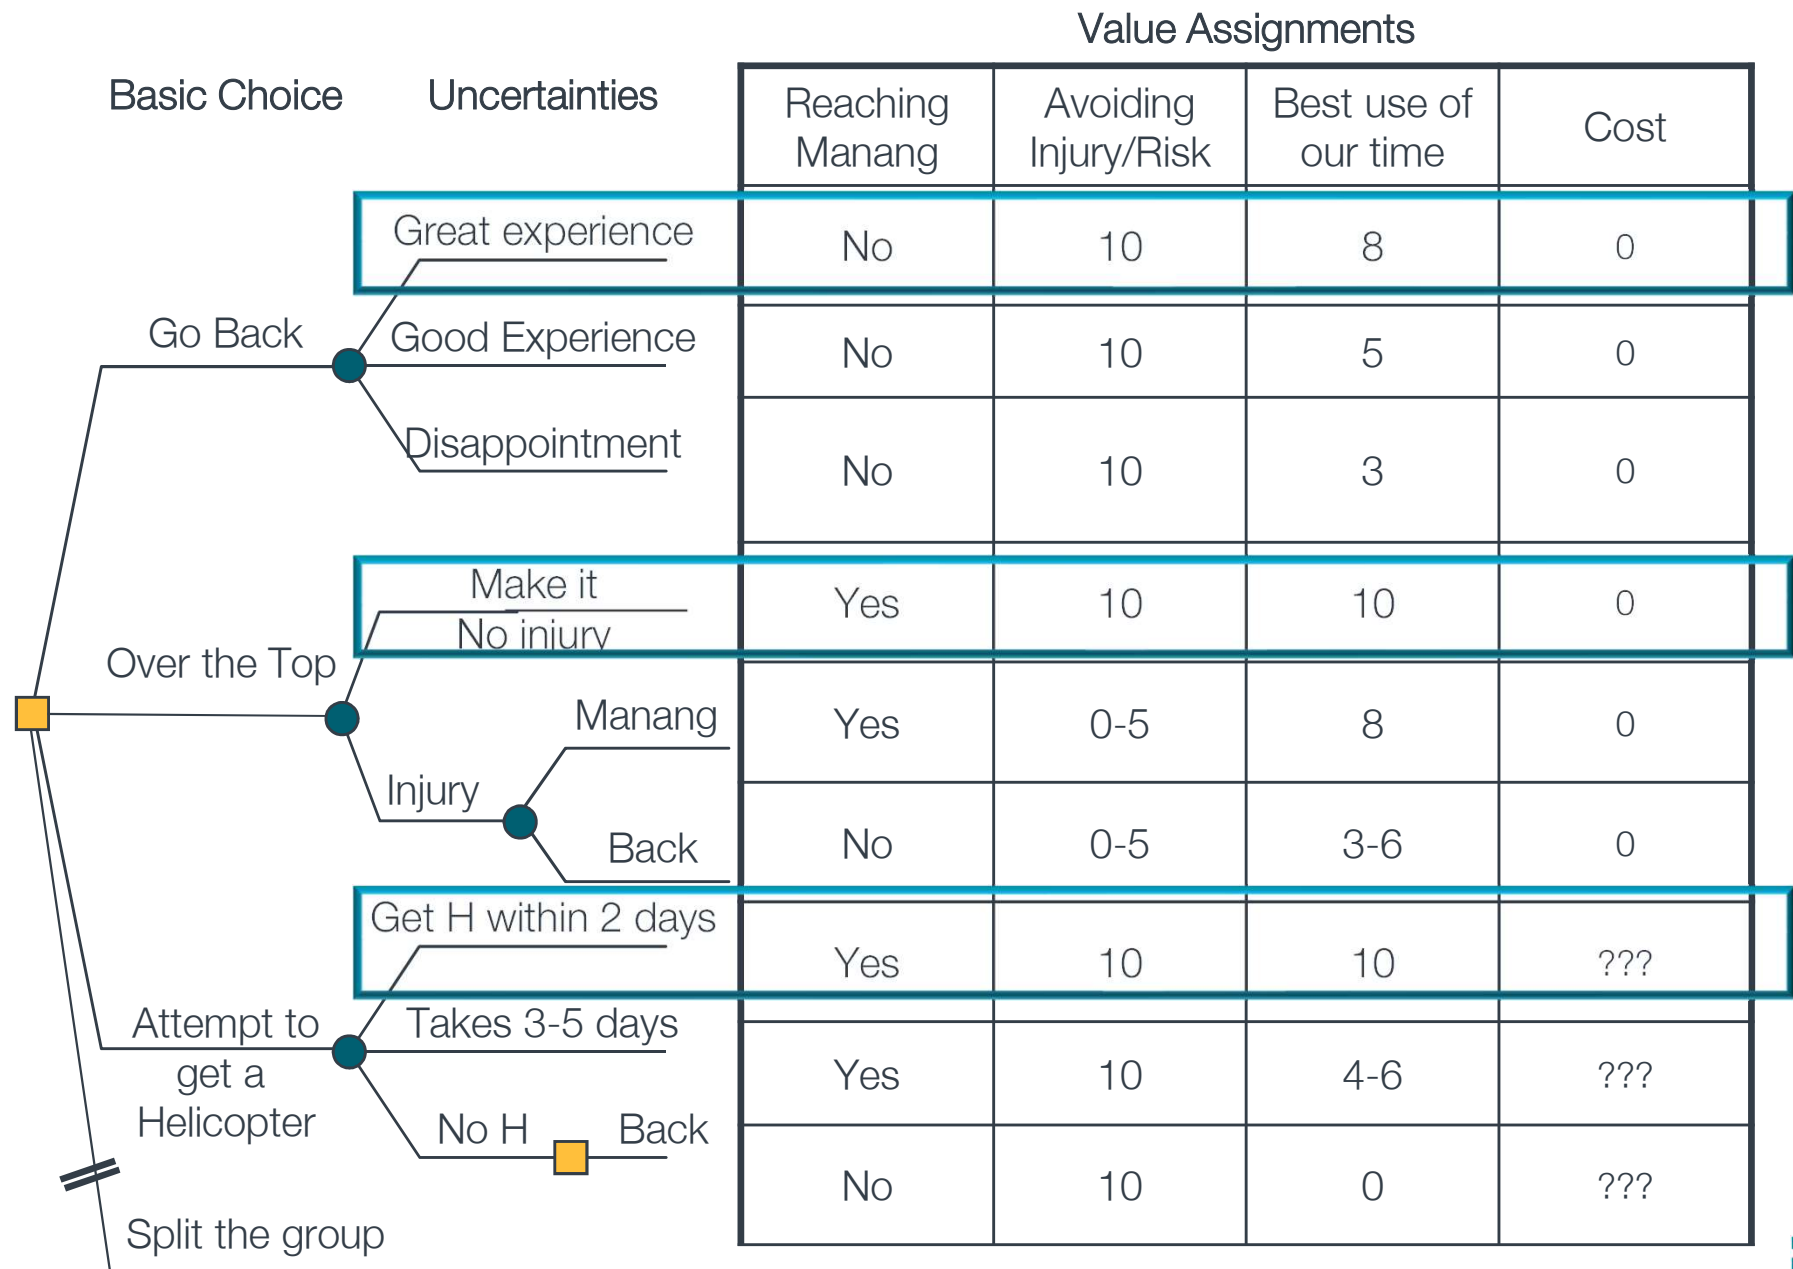 Value Assignments
Basic Choice
Uncertainties
Reaching
Manang
Avoiding
Injury/Risk
Best use of
our time
Cost
Great experience
No
10
8
0
Go Back
Good Experience
No
10
5
0
Disappointment
No
10
3
0
Make it
No injury
Yes
10
10
0
Over the Top
Manang
Yes
0-5
8
0
Injury
Back
No
0-5
3-6
0
Get H within 2 days
Yes
10
10
???
Attempt to
get a
Helicopter
Takes 3-5 days
Yes
10
4-6
???
No H
Back
No
10
0
???
Split the group